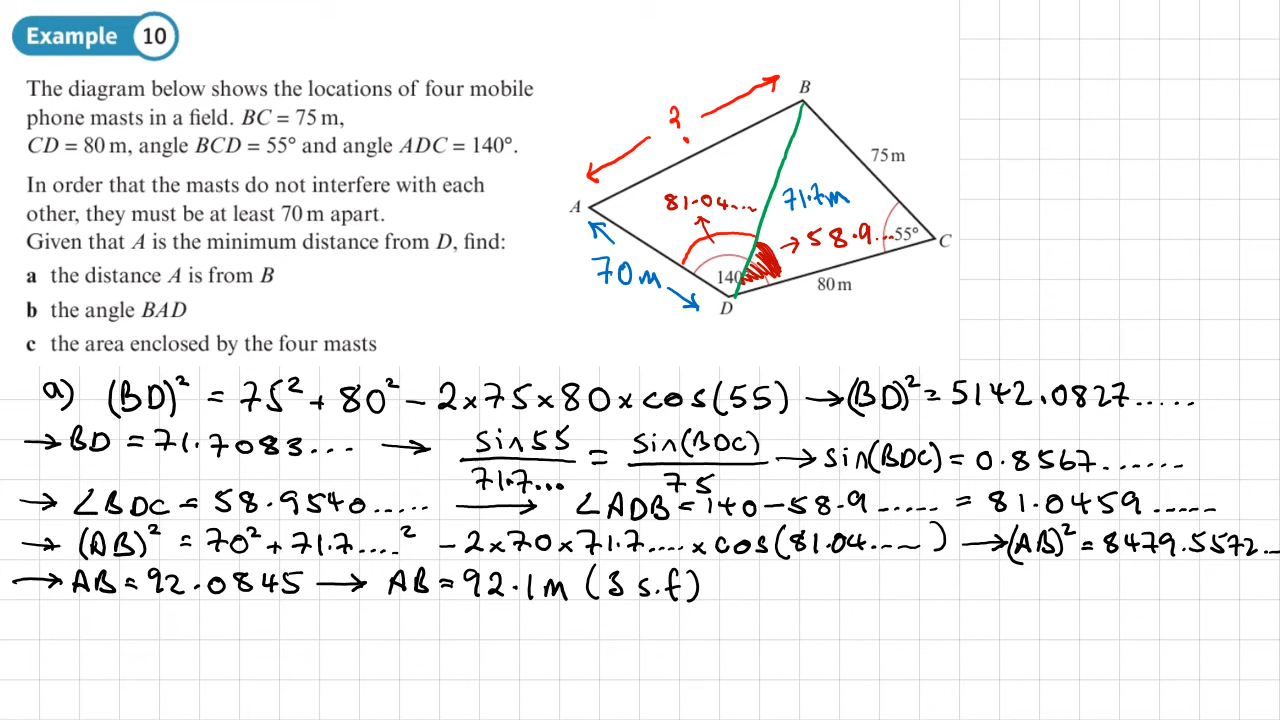 Example 10
The diagram below shows the locations of four mobile
phone masts in a field. BC = 75 m,
CD = 80 m, angle BCD = 55° and angle ADC = 140°.
In order that the masts do not interfere with each
other, they must be at least 70 m apart.
Given that A is the minimum distance from D, find:
a the distance A is from B
b the angle BAD
c the area enclosed by the four masts
B
?
75 m
81.04....
71.7m
A
→ 58.9...
55°
C
70m
140
80 m
D
a) (BD)² = 75² + 80² - 2×75×80×cos(55) → (BD)² = 5142.0827.....
→ BD = 71.7083... → sin 55 / 71.7... = sin(BDC) / 75 → sin(BDC) = 0.8567......
→ ∠BDC = 58.9540..... → ∠ADB = 140 - 58.9 ..... = 81.0459.....
→ (AB)² = 70² + 71.7....² - 2×70×71.7....×cos(81.04....) → (AB)² = 8479.5572..
→ AB = 92.0845 → AB = 92.1m (3 s.f)